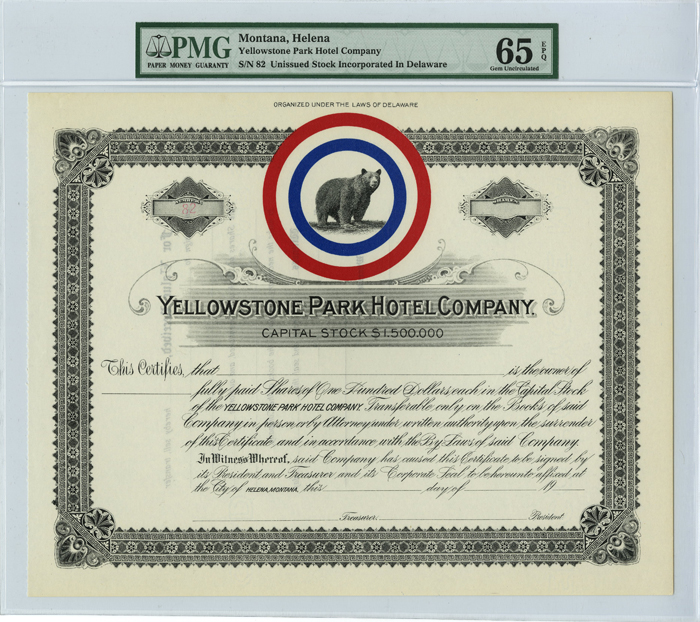 PMG
PAPER MONEY GUARANTY
Montana, Helena
Yellowstone Park Hotel Company
S/N 82 Unissued Stock Incorporated In Delaware
65 EPQ
Gem Uncirculated
ORGANIZED UNDER THE LAWS OF DELAWARE
NUMBER
82
SHARES
YELLOWSTONE PARK HOTEL COMPANY.
CAPITAL STOCK $1,500,000
This Certifies, that is the owner of
fully paid Shares of One Hundred Dollars each in the Capital Stock
of the YELLOWSTONE PARK HOTEL COMPANY. Transferable only on the Books of said
Company in person or by Attorney under written authority upon the surrender
of this Certificate and in accordance with the By Laws of said Company.
In Witness Whereof, said Company has caused this Certificate to be signed by
its President and Treasurer and its Corporate Seal to be hereunto affixed at
the City of HELENA, MONTANA, this day of 19
Treasurer. President.